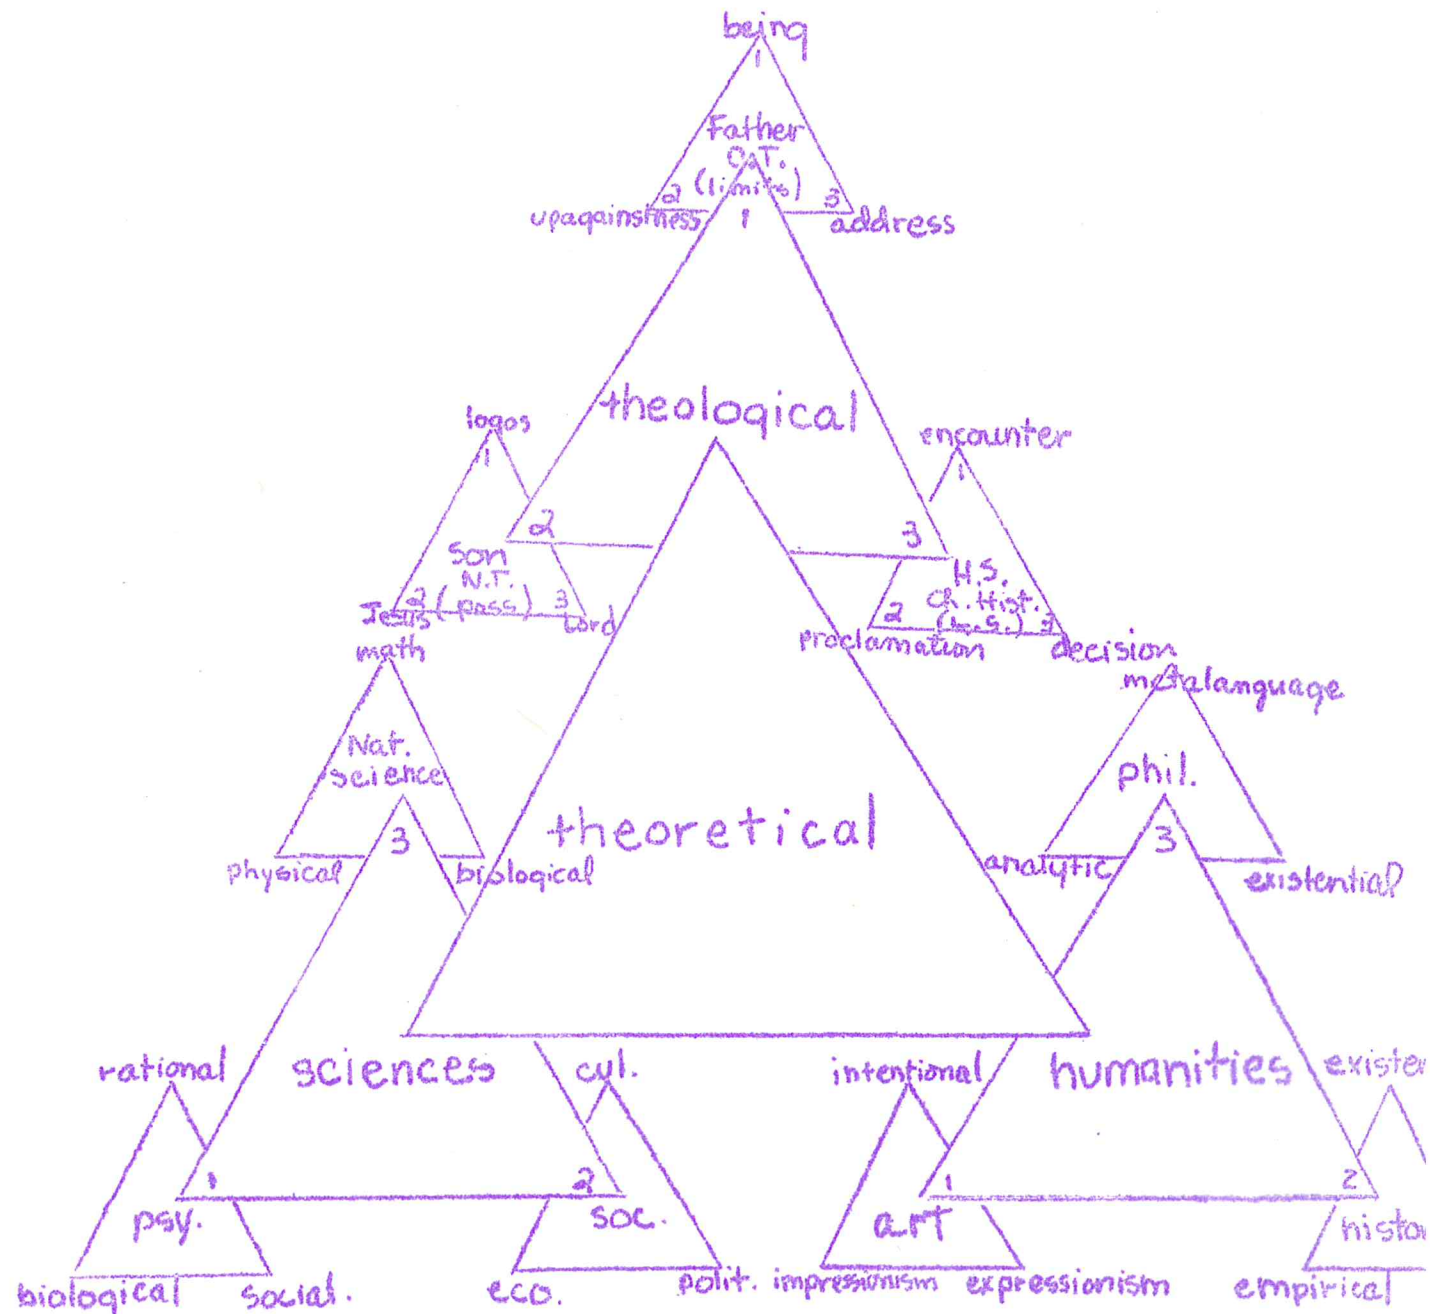 being
1
Father
O.T.
(limits)
2
3
upagainstness
1
address
theological
logos
1
encounter
1
2
3
Son
N.T.
2 (pass) 3
Jesus
Lord
H.S.
Ch. Hist.
2
3
proclamation
decision
math
metalanguage
Nat.
science
phil.
3
3
theoretical
physical
biological
analytic
existential
rational
sciences
cul.
intentional
humanities
existen
1
2
1
2
psy.
soc.
art
histor
biological
social.
eco.
polit.
impressionism
expressionism
empirical